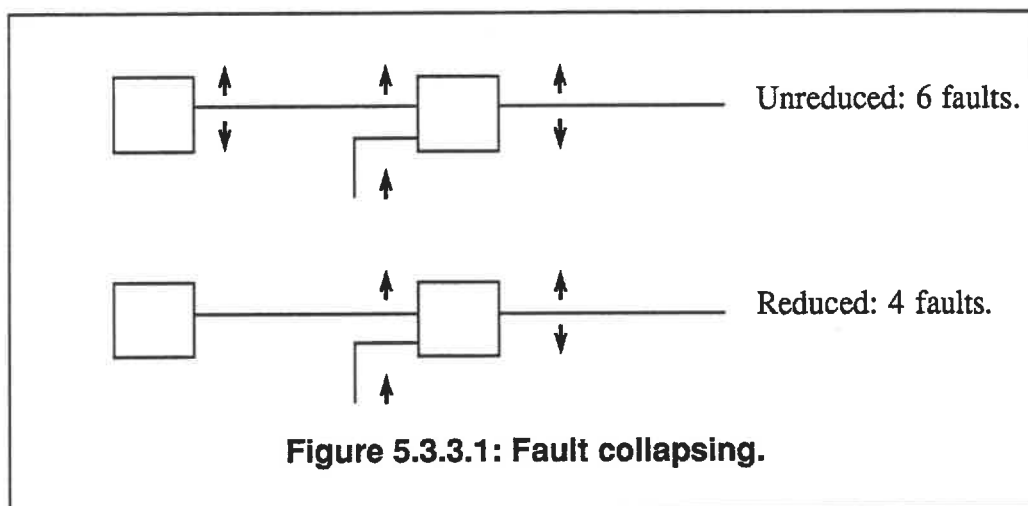 Unreduced: 6 faults.
Reduced: 4 faults.
Figure 5.3.3.1: Fault collapsing.